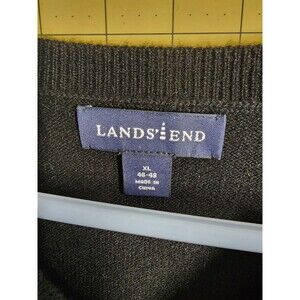 LANDS' END
XL
46-48
MADE IN
CHINA